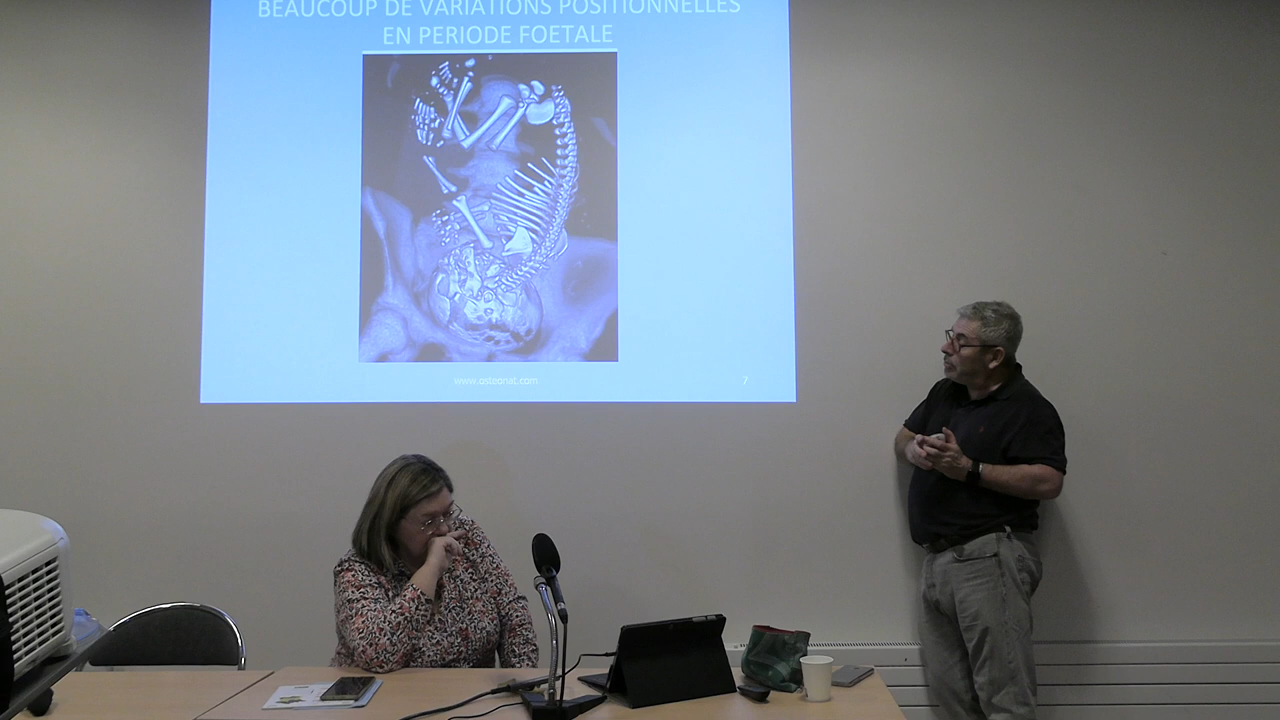 BEAUCOUP DE VARIATIONS POSITIONNELLES
EN PERIODE FOETALE
www.osteonat.com
7